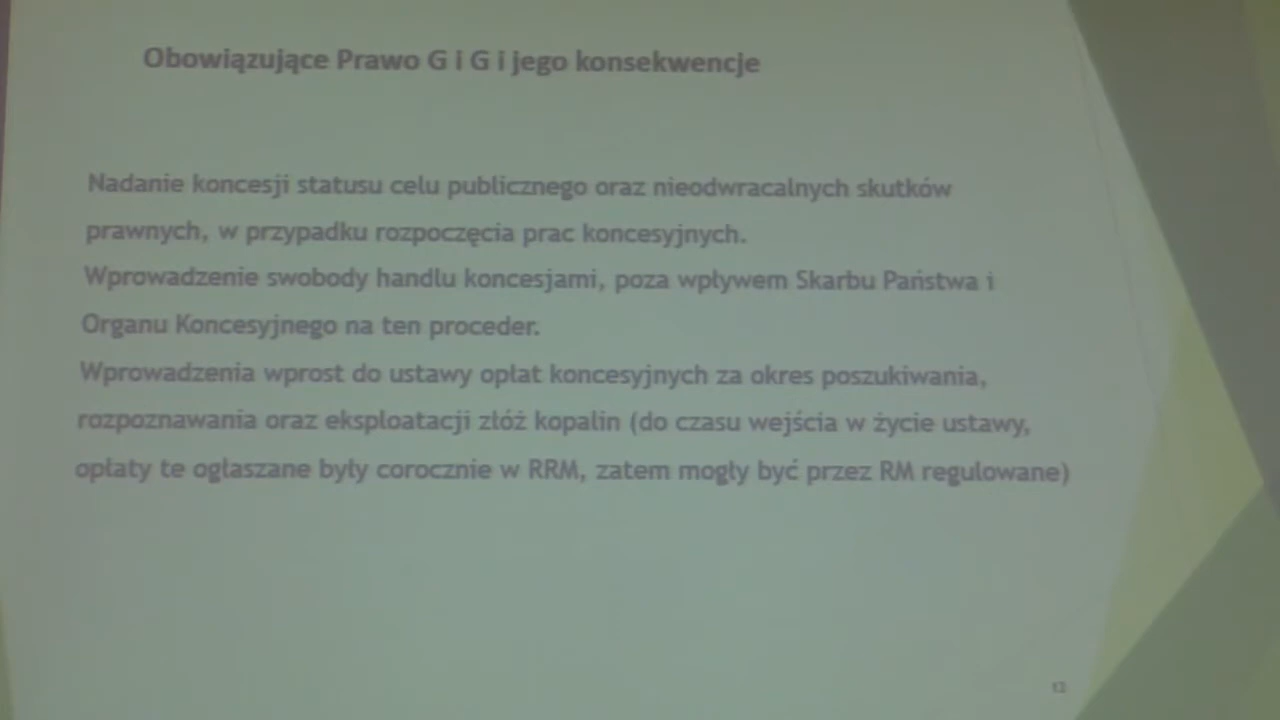 Obowiązujące Prawo G i G i jego konsekwencje
Nadanie koncesji statusu celu publicznego oraz nieodwracalnych skutków
prawnych, w przypadku rozpoczęcia prac koncesyjnych.
Wprowadzenie swobody handlu koncesjami, poza wpływem Skarbu Państwa i
Organu Koncesyjnego na ten proceder.
Wprowadzenia wprost do ustawy opłat koncesyjnych za okres poszukiwania,
rozpoznawania oraz eksploatacji złóż kopalin (do czasu wejścia w życie ustawy,
opłaty te ogłaszane były corocznie w RRM, zatem mogły być przez RM regulowane)